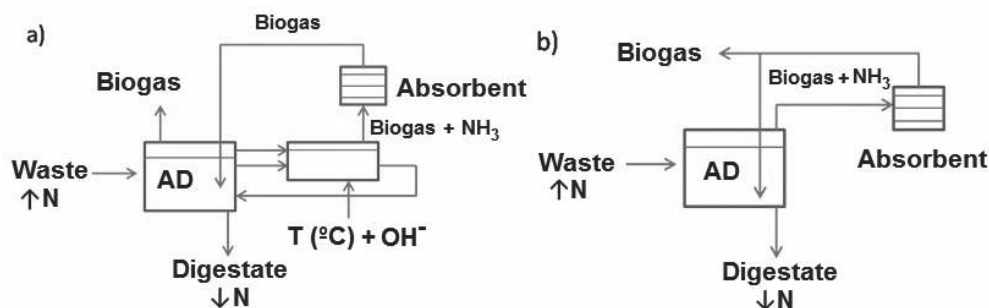 a)
Biogas
Biogas
Absorbent
Biogas + NH₃
Waste
↑N
AD
T (ºC) + OH⁻
Digestate
↓N
b)
Biogas
Biogas + NH₃
Absorbent
Waste
↑N
AD
Digestate
↓N